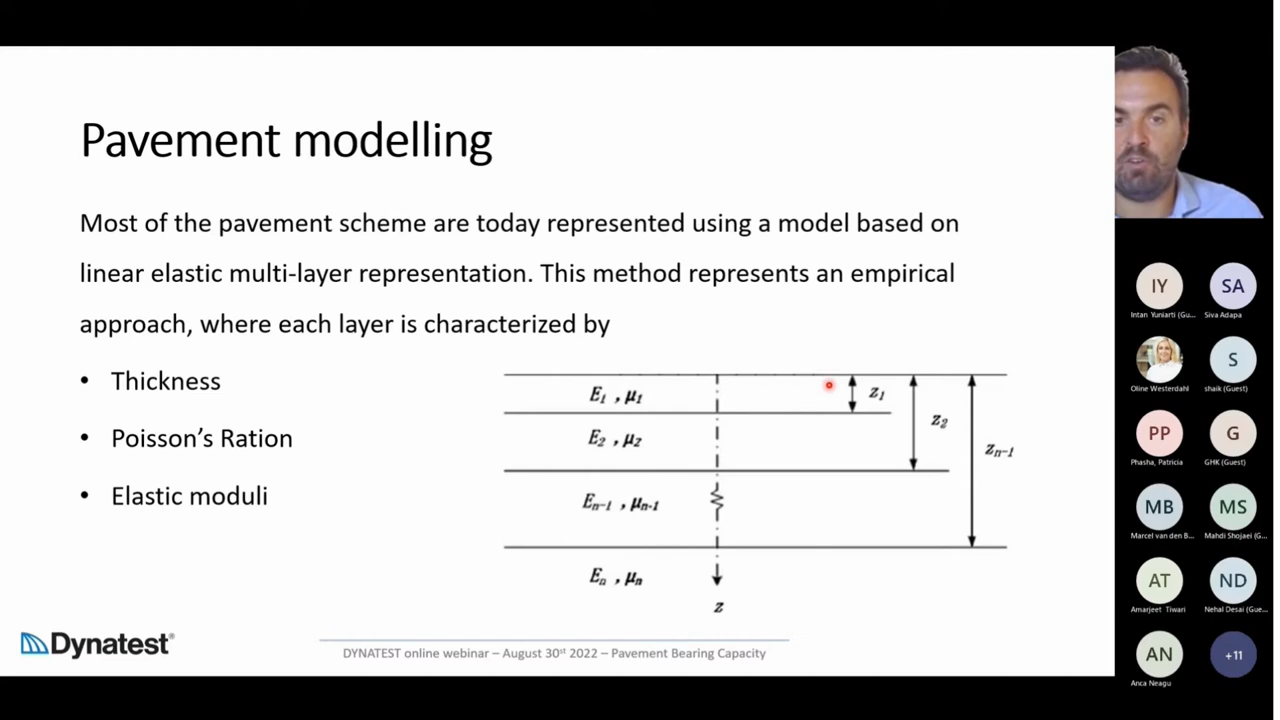 Pavement modelling
Most of the pavement scheme are today represented using a model based on
linear elastic multi-layer representation. This method represents an empirical
approach, where each layer is characterized by
• Thickness
• Poisson's Ration
• Elastic moduli
E1 , μ1
E2 , μ2
En-1 , μn-1
En , μn
z1
z2
zn-1
z
Dynatest®
DYNATEST online webinar – August 30st 2022 – Pavement Bearing Capacity
IY
Intan Yuniarti (Gu...
SA
Siva Adapa
Oline Westerdahl
S
shaik (Guest)
PP
Phasha, Patricia
G
GHK (Guest)
MB
Marcel van den B...
MS
Mahdi Shojaei (G...
AT
Amarjeet Tiwari
ND
Nehal Desai (Gue...
AN
Anca Neagu
+11